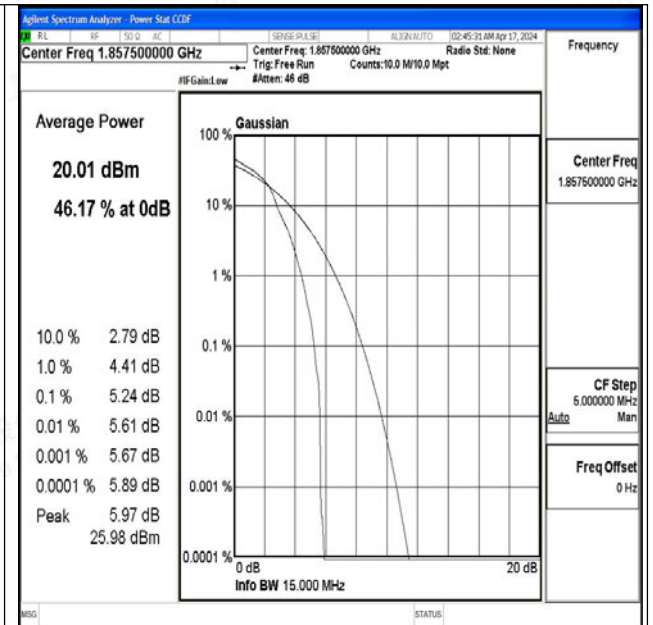 Agilent Spectrum Analyzer - Power Stat CCDF
RL RF 50 Ω AC SENSE:PULSE ALIGN AUTO 02:45:31 AM Apr 17, 2024
Center Freq 1.857500000 GHz
Center Freq: 1.857500000 GHz Radio Std: None
Trig: Free Run Counts:10.0 M/10.0 Mpt
#IFGain:Low #Atten: 46 dB
Frequency
Average Power
20.01 dBm
46.17 % at 0dB
10.0 % 2.79 dB
1.0 % 4.41 dB
0.1 % 5.24 dB
0.01 % 5.61 dB
0.001 % 5.67 dB
0.0001 % 5.89 dB
Peak 5.97 dB
25.98 dBm
Gaussian
100 %
10 %
1 %
0.1 %
0.01 %
0.001 %
0.0001 %
0 dB 20 dB
Info BW 15.000 MHz
Center Freq
1.857500000 GHz
CF Step
5.000000 MHz
Auto Man
Freq Offset
0 Hz
MSG STATUS